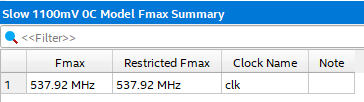 Slow 1100mV 0C Model Fmax Summary
<<Filter>>
Fmax Restricted Fmax Clock Name Note
1 537.92 MHz 537.92 MHz clk